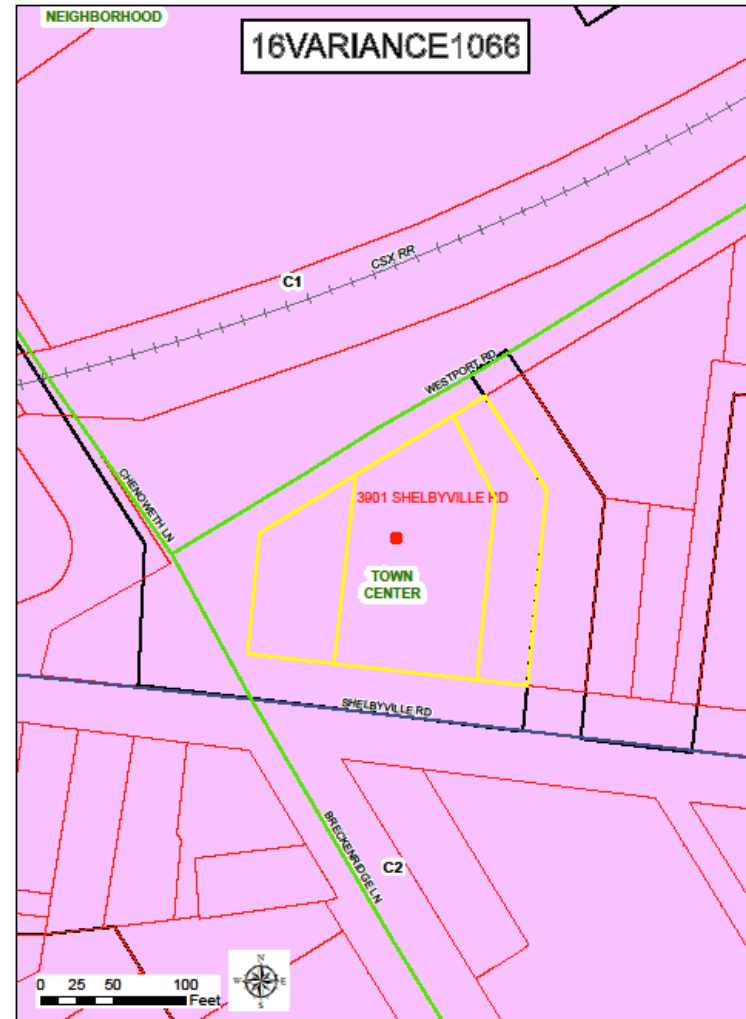 NEIGHBORHOOD
16VARIANCE1066
CSX RR
C1
WESTPORT RD
CHENOWETH LN
3901 SHELBYVILLE RD
TOWN
CENTER
SHELBYVILLE RD
BRECKENRIDGE LN
C2
N
W E
S
0 25 50 100
Feet